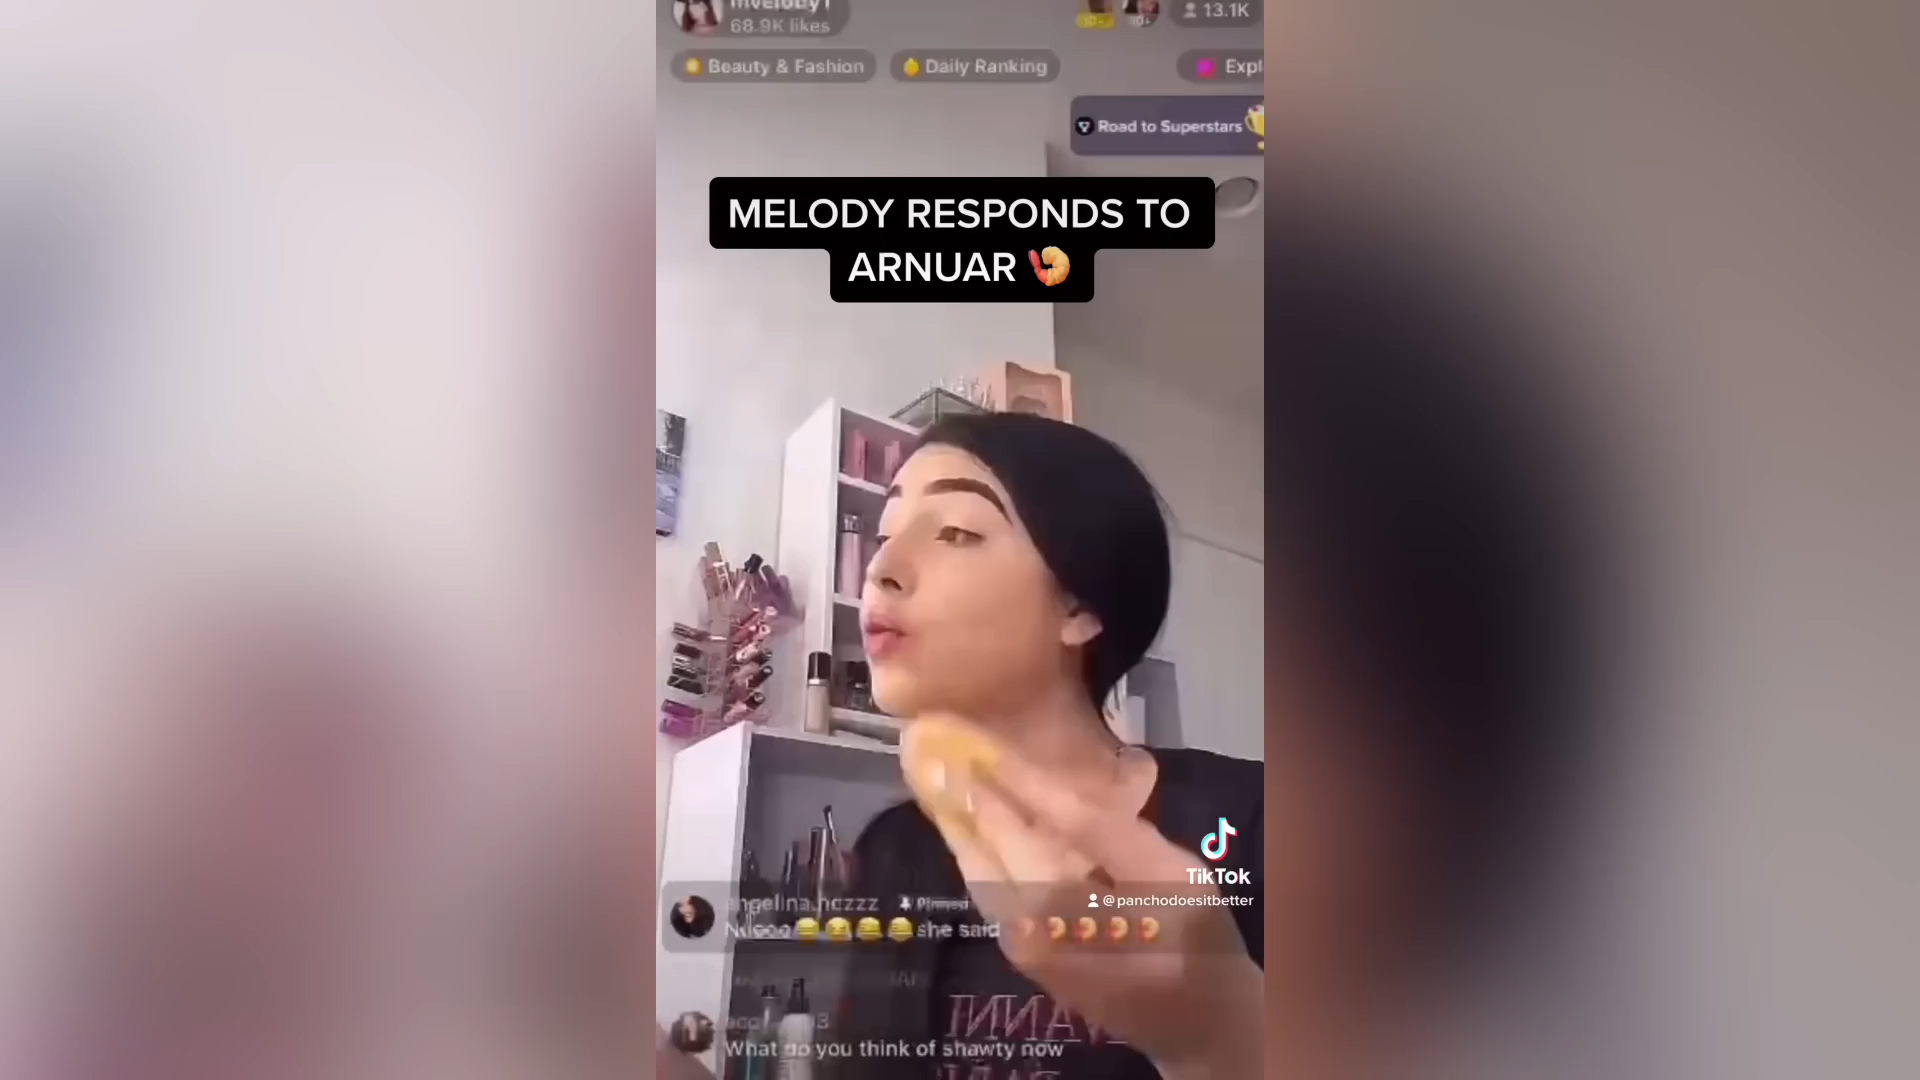 68.9K likes
13.1K
Beauty & Fashion
Daily Ranking
Expl
Road to Superstars
MELODY RESPONDS TO
ARNUAR 🍤
TikTok
@panchodoesitbetter
Pinned
she said 🍤🍤🍤🍤🍤
What do you think of shawty now